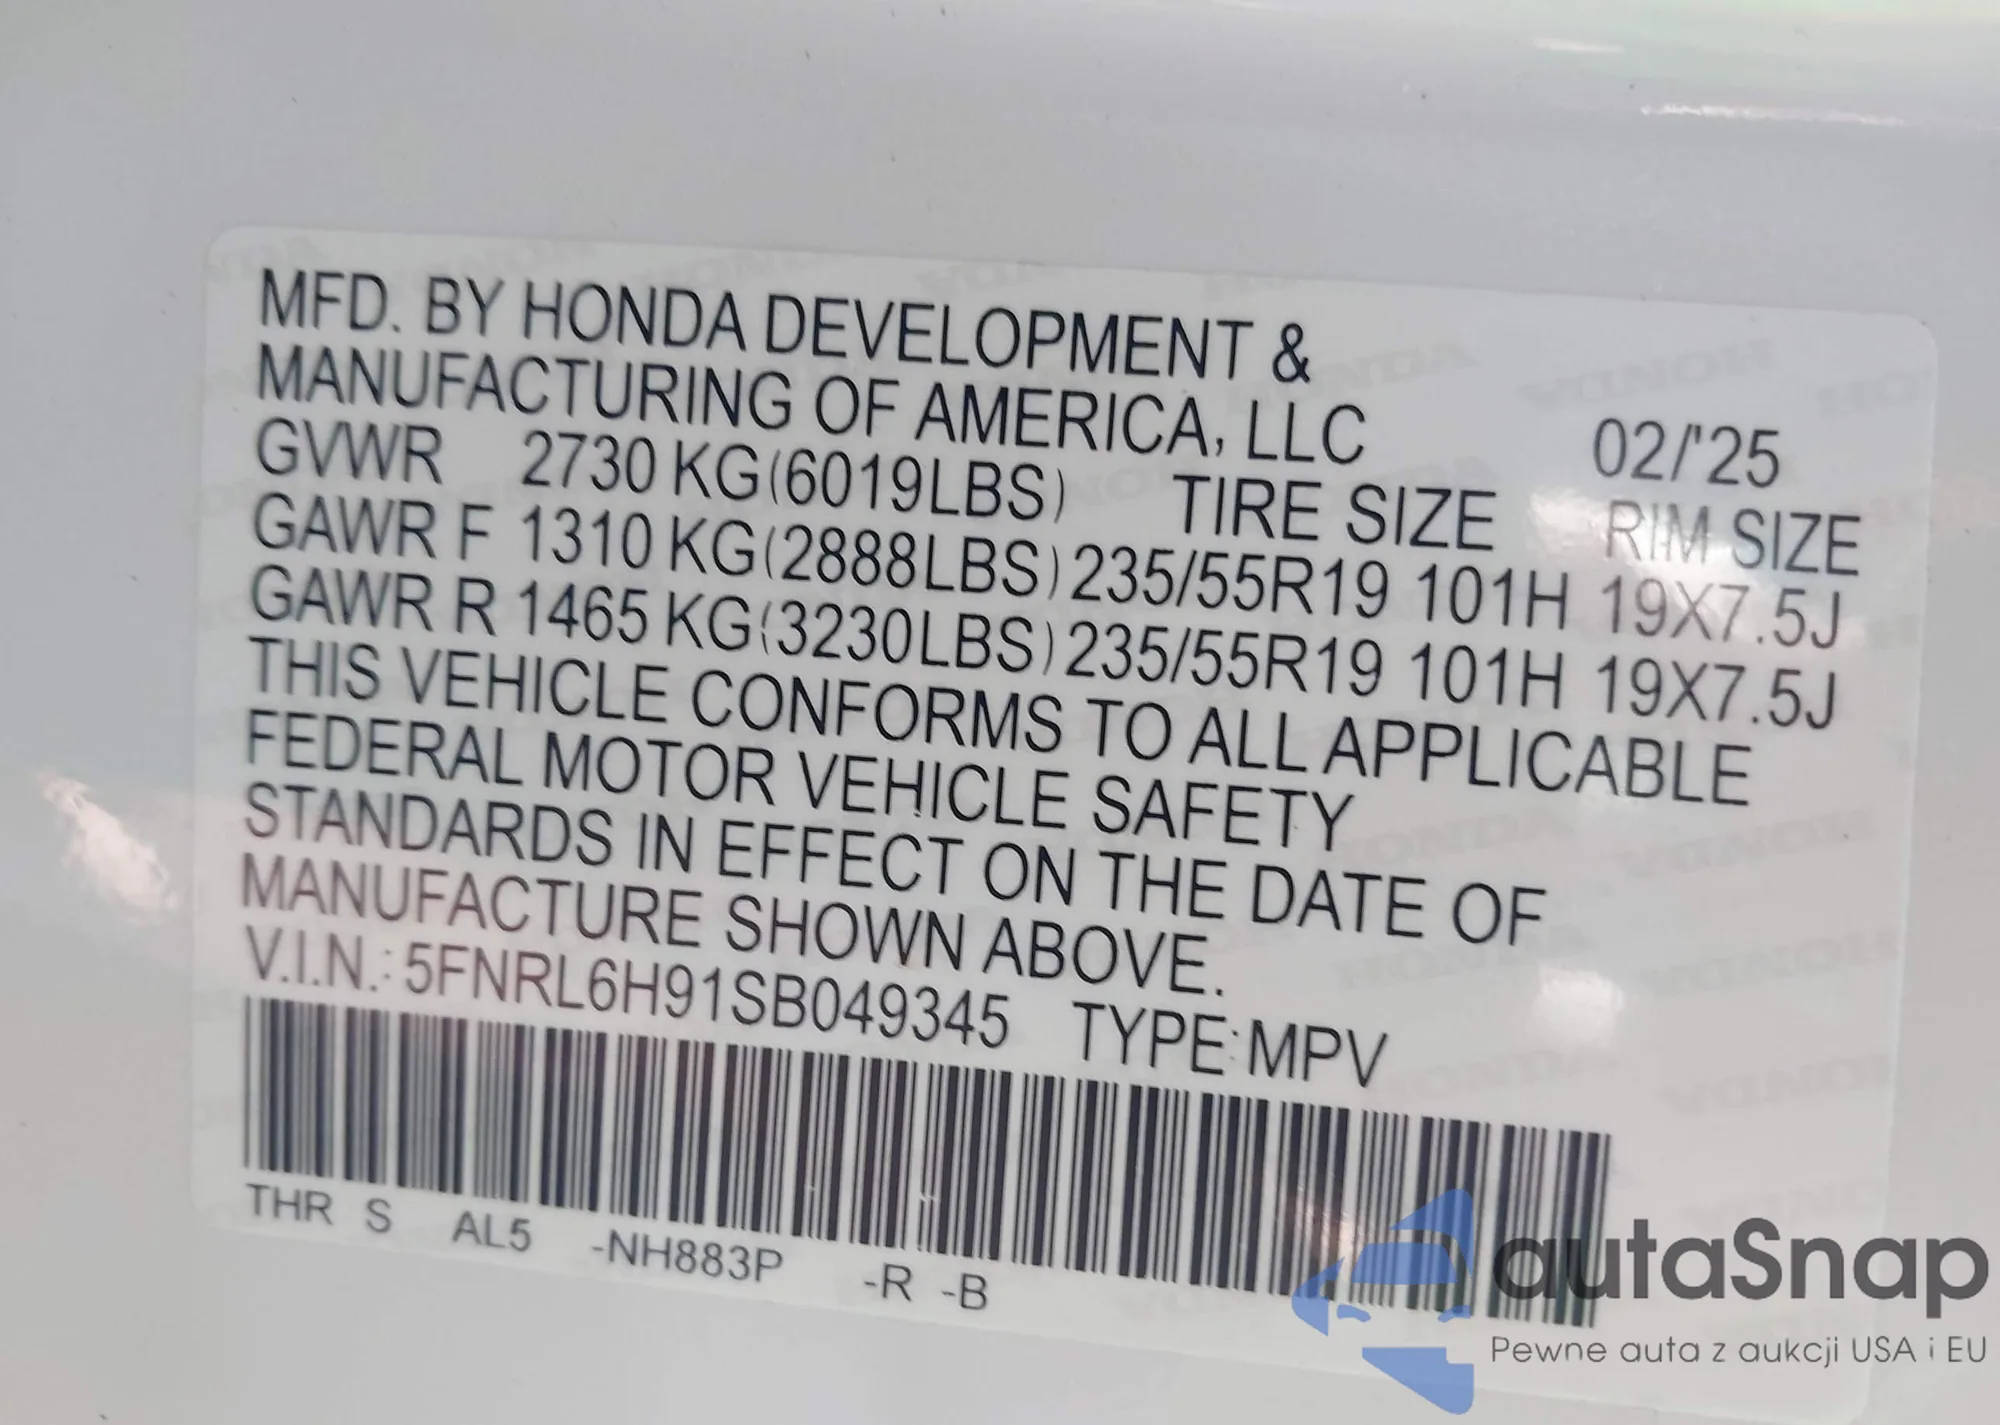 MFD. BY HONDA DEVELOPMENT &
MANUFACTURING OF AMERICA, LLC 02/'25
GVWR 2730 KG(6019LBS) TIRE SIZE RIM SIZE
GAWR F 1310 KG(2888LBS) 235/55R19 101H 19X7.5J
GAWR R 1465 KG(3230LBS) 235/55R19 101H 19X7.5J
THIS VEHICLE CONFORMS TO ALL APPLICABLE
FEDERAL MOTOR VEHICLE SAFETY
STANDARDS IN EFFECT ON THE DATE OF
MANUFACTURE SHOWN ABOVE.
V.I.N.: 5FNRL6H91SB049345 TYPE:MPV
THR S AL5 -NH883P -R -B
autaSnap
Pewne auta z aukcji USA i EU